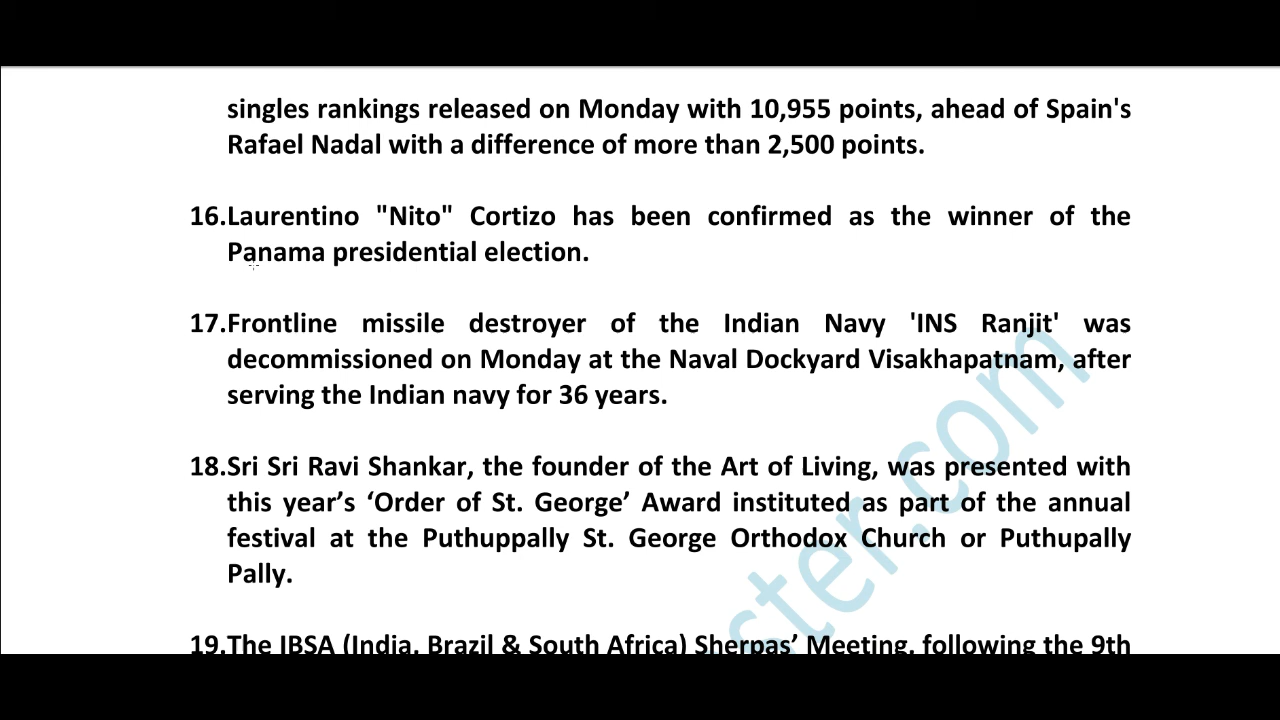 singles rankings released on Monday with 10,955 points, ahead of Spain's
Rafael Nadal with a difference of more than 2,500 points.
16.Laurentino "Nito" Cortizo has been confirmed as the winner of the
Panama presidential election.
17.Frontline missile destroyer of the Indian Navy 'INS Ranjit' was
decommissioned on Monday at the Naval Dockyard Visakhapatnam, after
serving the Indian navy for 36 years.
18.Sri Sri Ravi Shankar, the founder of the Art of Living, was presented with
this year’s ‘Order of St. George’ Award instituted as part of the annual
festival at the Puthuppally St. George Orthodox Church or Puthupally
Pally.
19.The IBSA (India, Brazil & South Africa) Sherpas’ Meeting, following the 9th
ster.com